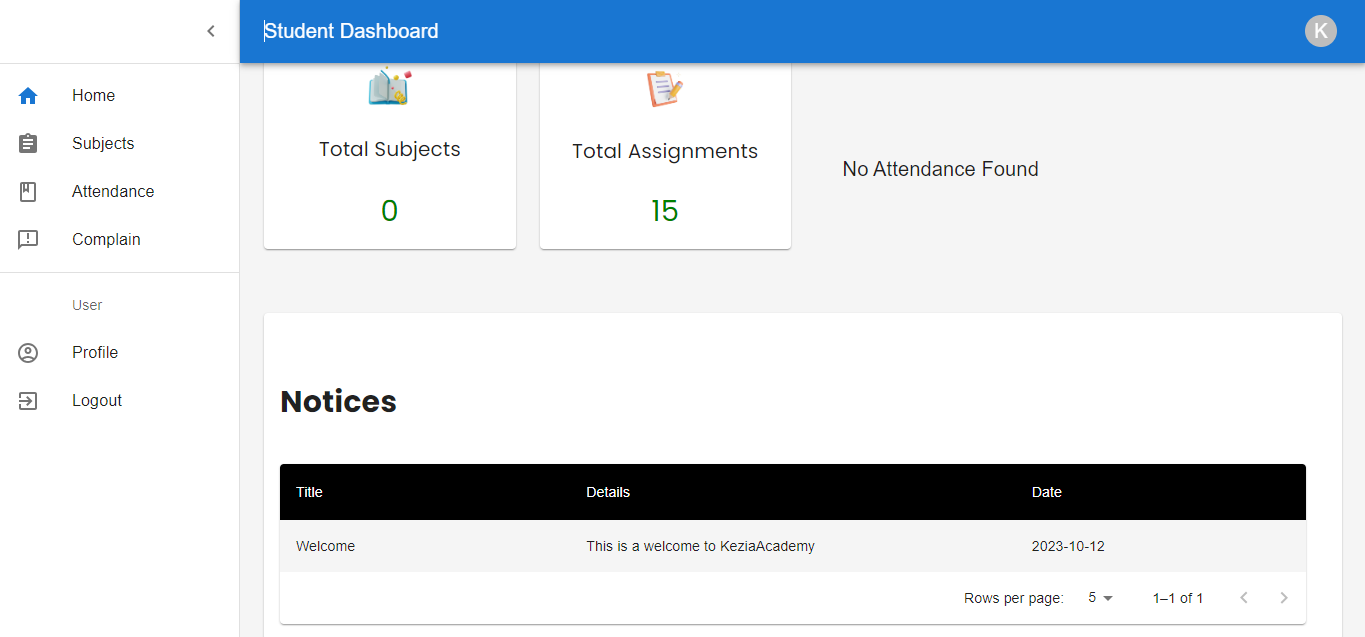 Student Dashboard
K
Home
Subjects
Attendance
Complain
User
Profile
Logout
Total Subjects
0
Total Assignments
15
No Attendance Found
Notices
Title Details Date
Welcome This is a welcome to KeziaAcademy 2023-10-12
Rows per page: 5 1–1 of 1